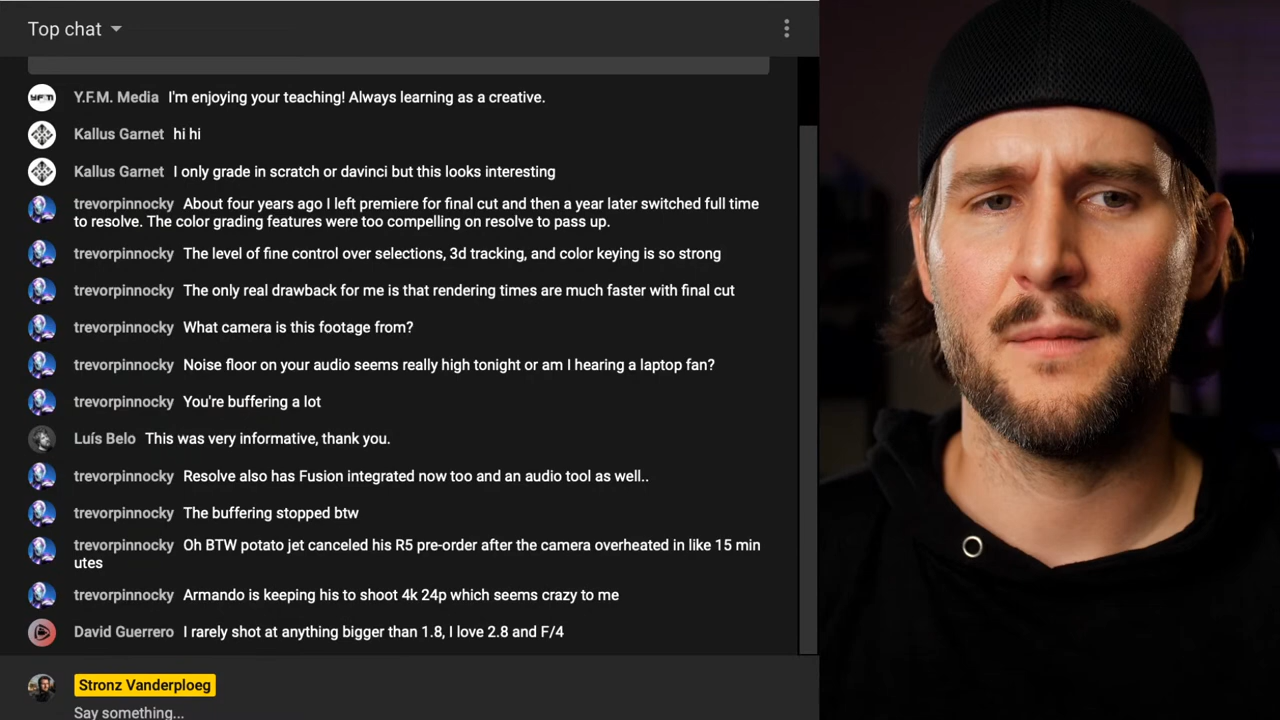 Top chat
Y.F.M. Media I'm enjoying your teaching! Always learning as a creative.
Kallus Garnet hi hi
Kallus Garnet I only grade in scratch or davinci but this looks interesting
trevorpinnocky About four years ago I left premiere for final cut and then a year later switched full time
to resolve. The color grading features were too compelling on resolve to pass up.
trevorpinnocky The level of fine control over selections, 3d tracking, and color keying is so strong
trevorpinnocky The only real drawback for me is that rendering times are much faster with final cut
trevorpinnocky What camera is this footage from?
trevorpinnocky Noise floor on your audio seems really high tonight or am I hearing a laptop fan?
trevorpinnocky You're buffering a lot
Luís Belo This was very informative, thank you.
trevorpinnocky Resolve also has Fusion integrated now too and an audio tool as well..
trevorpinnocky The buffering stopped btw
trevorpinnocky Oh BTW potato jet canceled his R5 pre-order after the camera overheated in like 15 min
utes
trevorpinnocky Armando is keeping his to shoot 4k 24p which seems crazy to me
David Guerrero I rarely shot at anything bigger than 1.8, I love 2.8 and F/4
Stronz Vanderploeg
Say something...